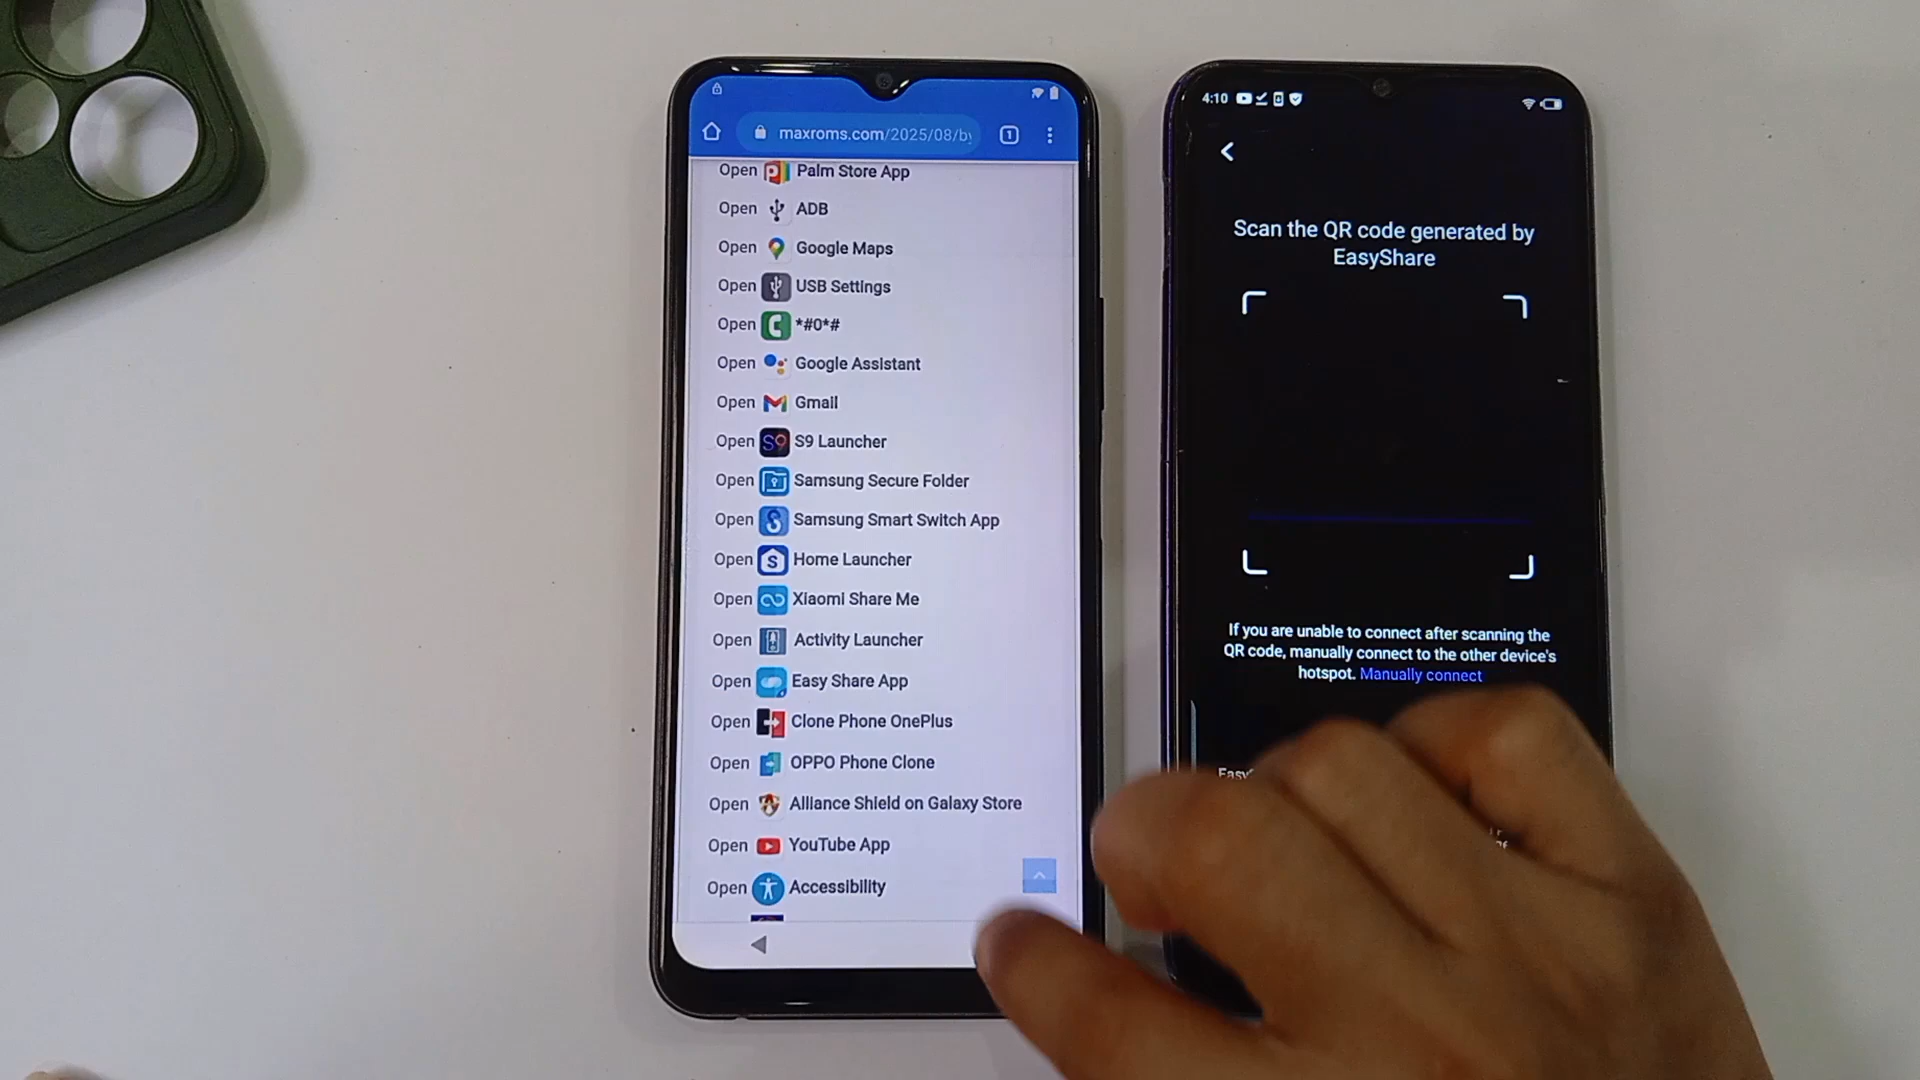 maxroms.com/2025/08/by
1
Open Palm Store App
Open ADB
Open Google Maps
Open USB Settings
Open *#0*#
Open Google Assistant
Open Gmail
Open S9 Launcher
Open Samsung Secure Folder
Open Samsung Smart Switch App
Open Home Launcher
Open Xiaomi Share Me
Open Activity Launcher
Open Easy Share App
Open Clone Phone OnePlus
Open OPPO Phone Clone
Open Alliance Shield on Galaxy Store
Open YouTube App
Open Accessibility
4:10
Scan the QR code generated by
EasyShare
If you are unable to connect after scanning the
QR code, manually connect to the other device's
hotspot. Manually connect